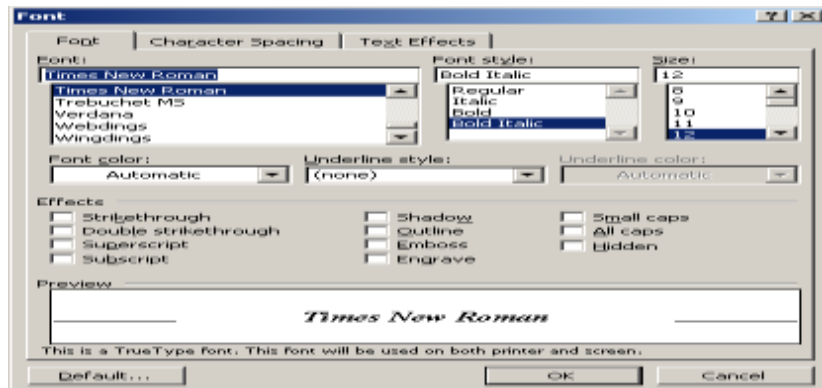 Font
Font Character Spacing Text Effects
Font: Font style: Size:
Times New Roman Bold Italic 12
Times New Roman Regular 8
Trebuchet MS Italic 9
Verdana Bold 10
Webdings Bold Italic 11
Wingdings 12
Font color: Underline style: Underline color:
Automatic (none) Automatic
Effects
Strikethrough Shadow Small caps
Double strikethrough Outline All caps
Superscript Emboss Hidden
Subscript Engrave
Preview
Times New Roman
This is a TrueType font. This font will be used on both printer and screen.
Default... OK Cancel